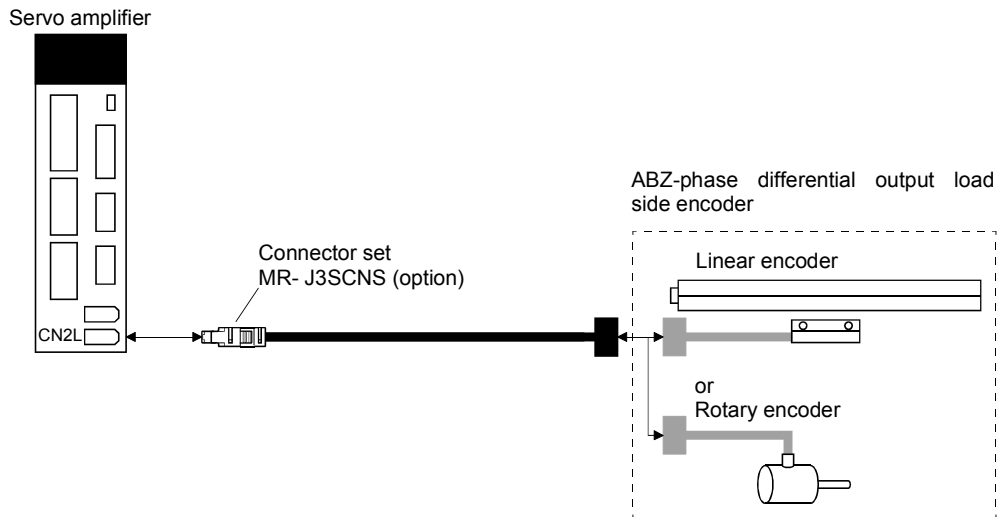 Servo amplifier
ABZ-phase differential output load
side encoder
Connector set
MR- J3SCNS (option)
Linear encoder
CN2L
or
Rotary encoder